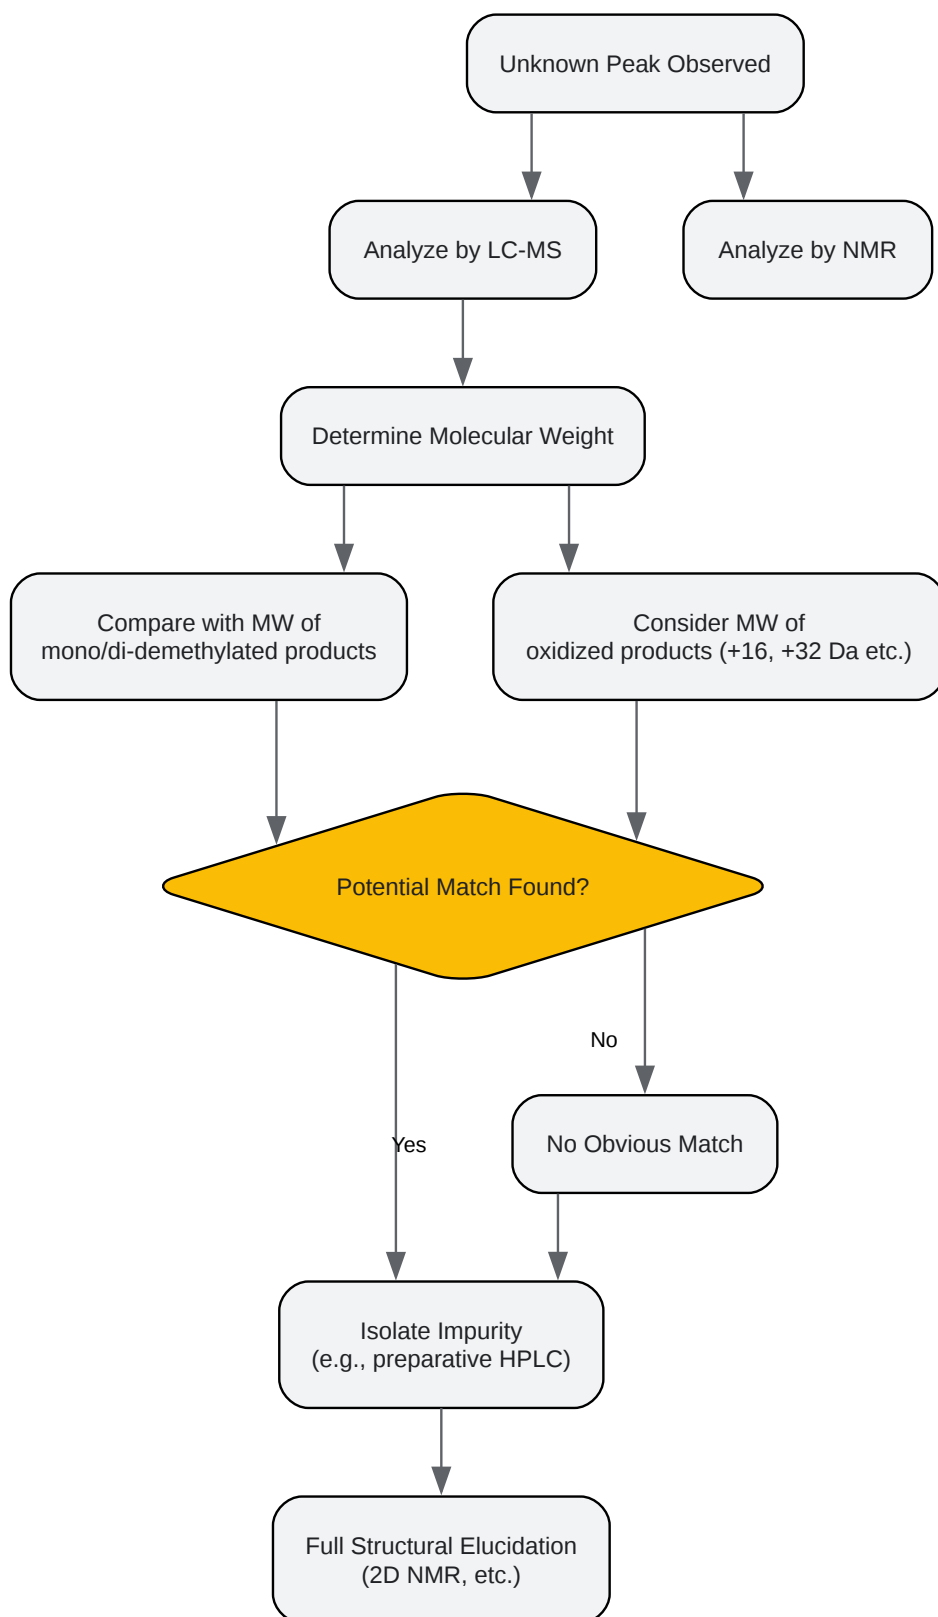 Unknown Peak Observed
Analyze by LC-MS
Analyze by NMR
Determine Molecular Weight
Compare with MW of
mono/di-demethylated products
Consider MW of
oxidized products (+16, +32 Da etc.)
Potential Match Found?
No
Yes
No Obvious Match
Isolate Impurity
(e.g., preparative HPLC)
Full Structural Elucidation
(2D NMR, etc.)